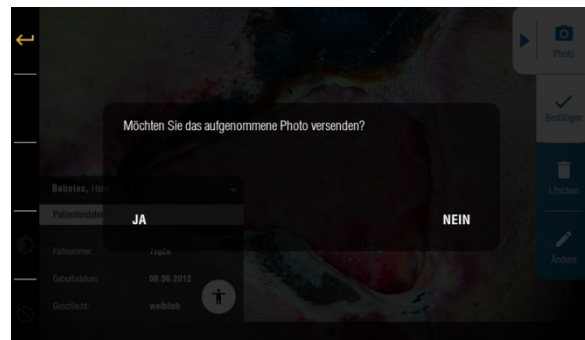 Photo
Möchten Sie das aufgenommene Photo versenden?
Bestätigen
Babalas, Hans
Löschen
Patientendaten
JA
NEIN
Fallnummer:
Ändern
Geburtsdatum:
08.06.2012
Geschlecht:
weiblich